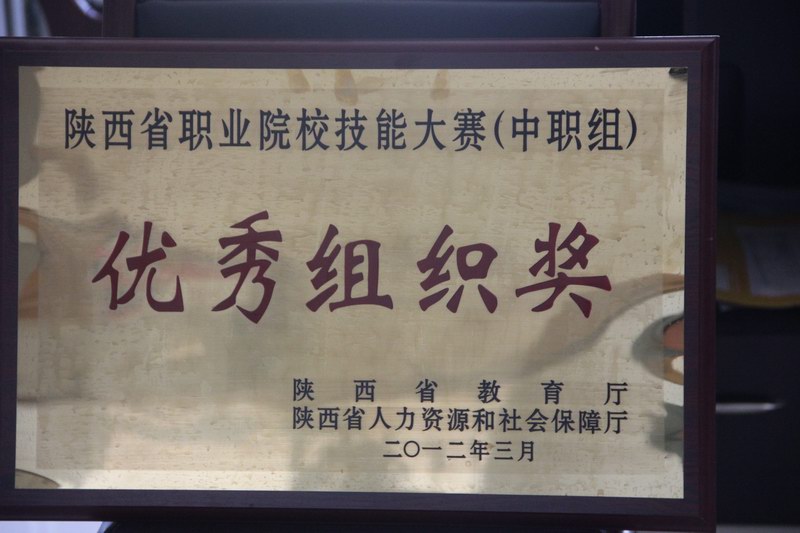 陕西省职业院校技能大赛(中职组)
优秀组织奖
陕西省教育厅
陕西省人力资源和社会保障厅
二〇一二年三月